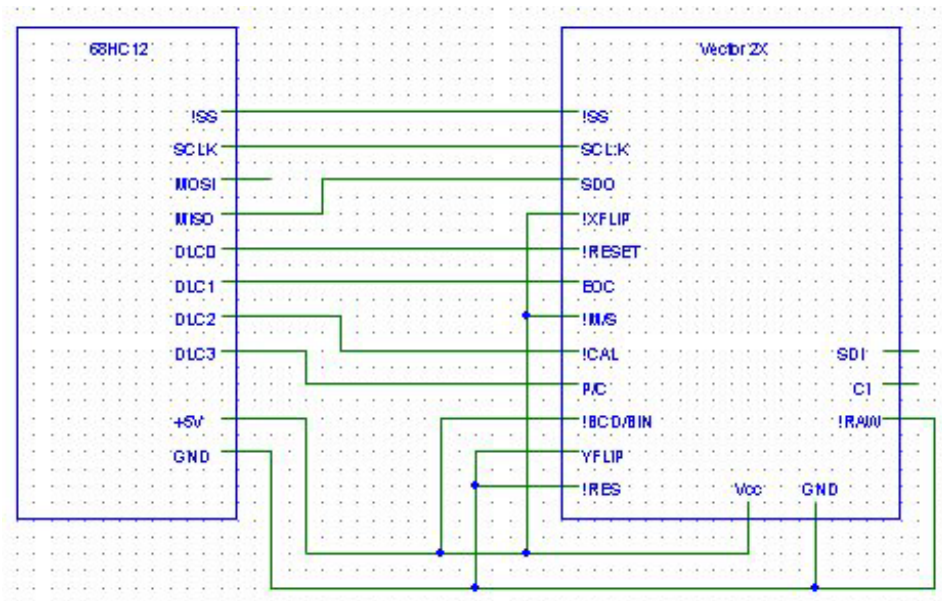 68HC12
!SS
SCLK
MOSI
MISO
DLC0
DLC1
DLC2
DLC3
+5V
GND
Vector 2X
!SS
SCLK
SDO
!XFLIP
!RESET
EOC
!M/S
!CAL
P/C
!BCD/BIN
YFLIP
!RES
SDI
CI
!RAW
Vcc GND